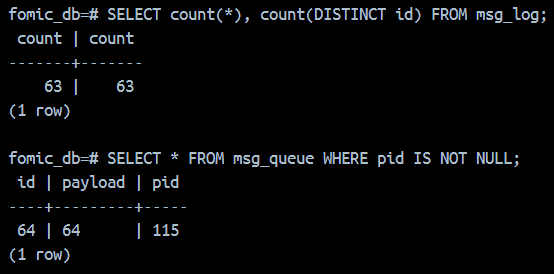 fomic_db=# SELECT count(*), count(DISTINCT id) FROM msg_log;
 count | count
-------+-------
    63 |    63
(1 row)

fomic_db=# SELECT * FROM msg_queue WHERE pid IS NOT NULL;
 id | payload | pid
----+---------+-----
 64 | 64      | 115
(1 row)